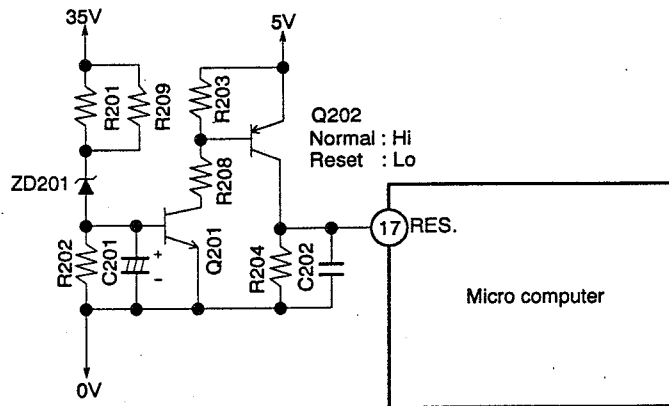 35V
5V
R201
R209
R203
Q202
Normal : Hi
Reset : Lo
ZD201
R208
17
RES.
R202
C201
+
-
Q201
R204
C202
Micro computer
0V